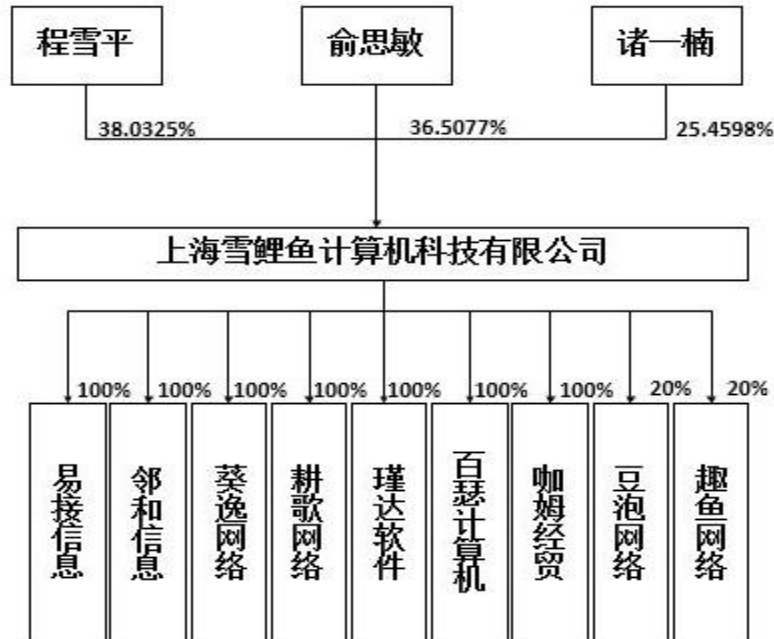 程雪平
俞思敏
诸一楠
38.0325%
36.5077%
25.4598%
上海雪鲤鱼计算机科技有限公司
100%
100%
100%
100%
100%
100%
100%
20%
20%
易接信息
邻和信息
葵逸网络
耕歌网络
瑾达软件
百瑟计算机
咖姆经贸
豆泡网络
趣鱼网络